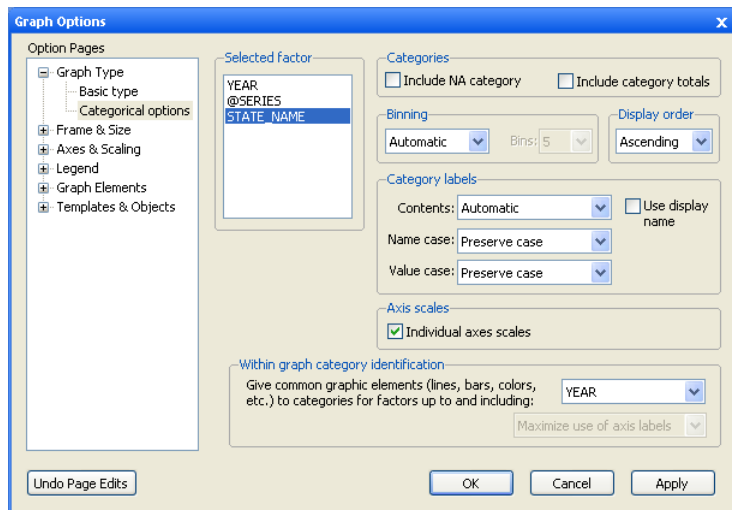 Graph Options
x
Option Pages
Graph Type
Basic type
Categorical options
Frame & Size
Axes & Scaling
Legend
Graph Elements
Templates & Objects
Selected factor
YEAR
@SERIES
STATE_NAME
Categories
Include NA category
Include category totals
Binning
Automatic
Bins: 5
Display order
Ascending
Category labels
Contents: Automatic
Use display
name
Name case: Preserve case
Value case: Preserve case
Axis scales
Individual axes scales
Within graph category identification
Give common graphic elements (lines, bars, colors,
etc.) to categories for factors up to and including:
YEAR
Maximize use of axis labels
Undo Page Edits
OK
Cancel
Apply